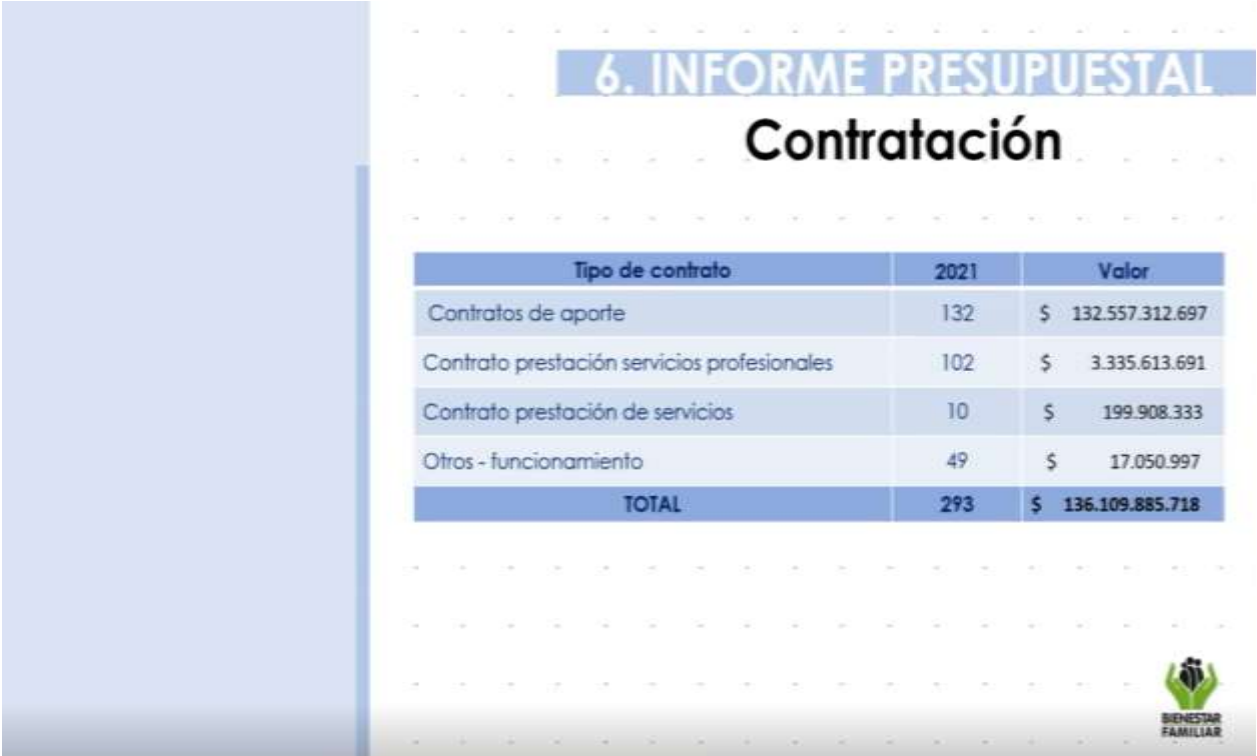 6. INFORME PRESUPUESTAL
Contratación
Tipo de contrato 2021 Valor
Contratos de aporte 132 $ 132.557.312.697
Contrato prestación servicios profesionales 102 $ 3.335.613.691
Contrato prestación de servicios 10 $ 199.908.333
Otros - funcionamiento 49 $ 17.050.997
TOTAL 293 $ 136.109.885.718
BIENESTAR
FAMILIAR